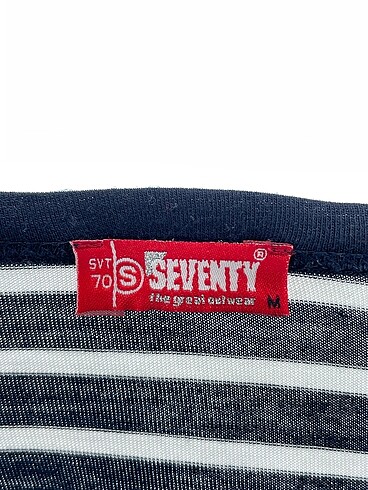 SVT
70
S
SEVENTY®
the great outwear
M